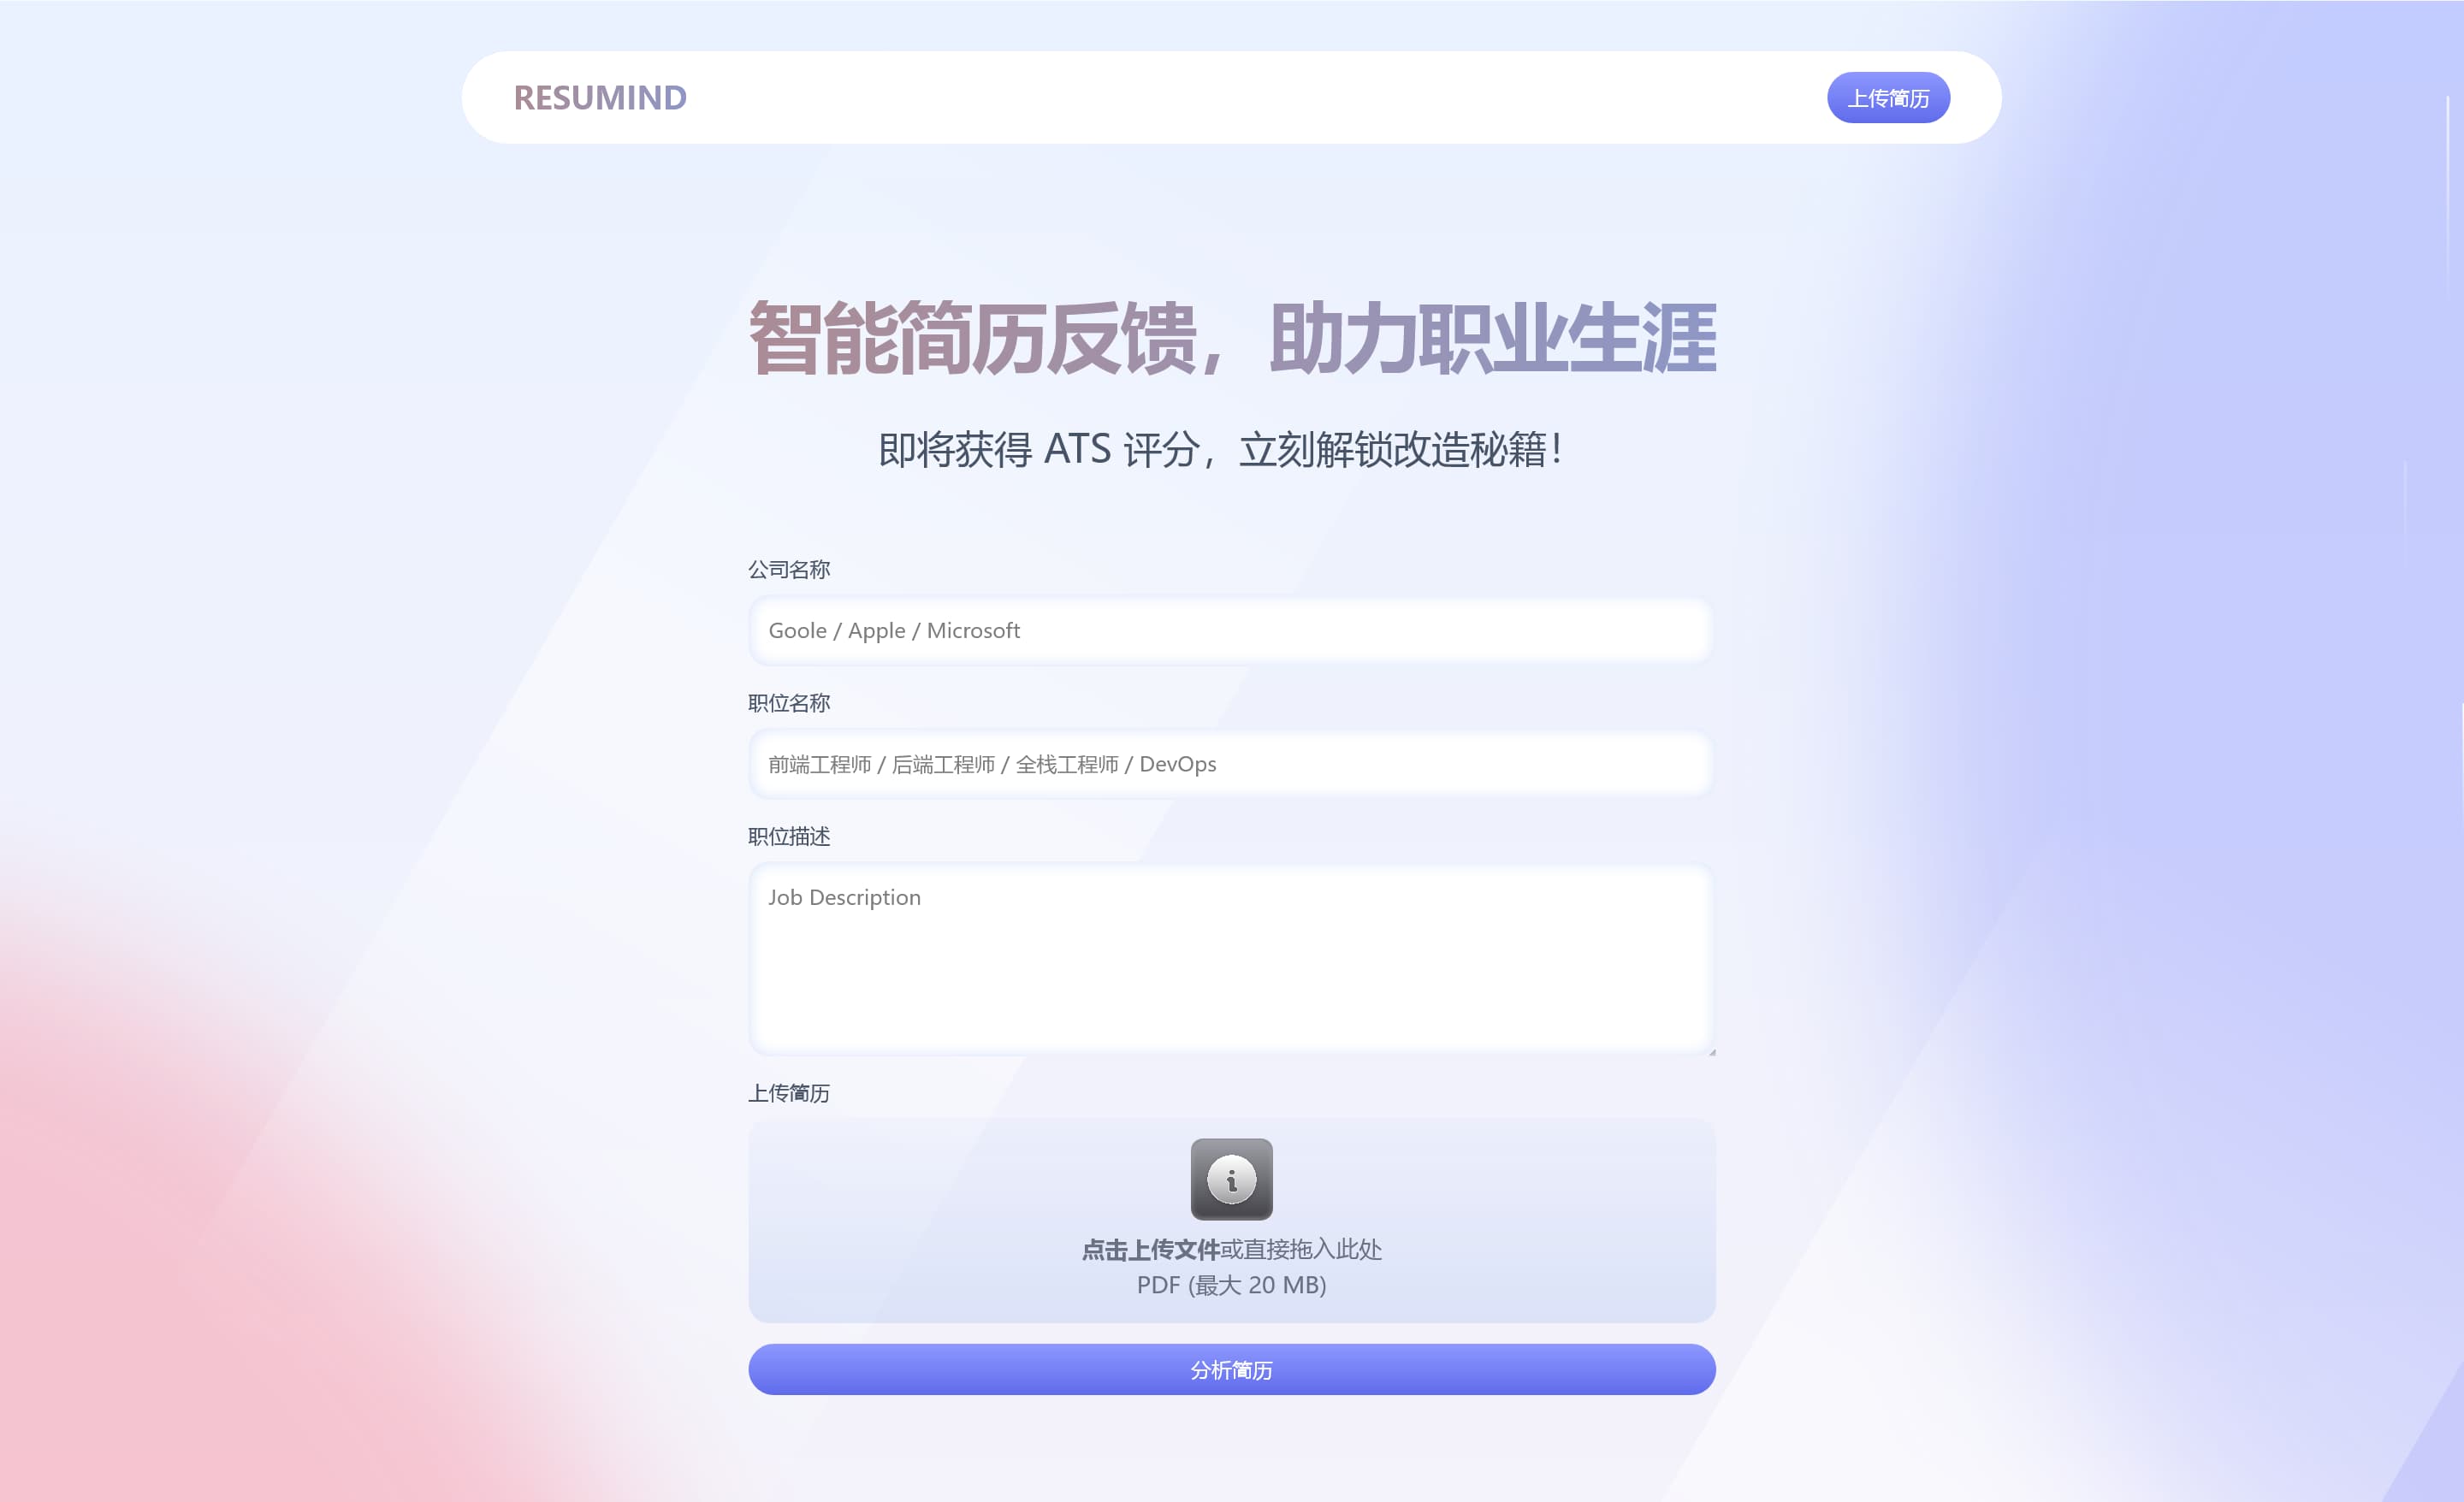 RESUMIND
上传简历
智能简历反馈，助力职业生涯
即将获得 ATS 评分，立刻解锁改造秘籍！
公司名称
Goole / Apple / Microsoft
职位名称
前端工程师 / 后端工程师 / 全栈工程师 / DevOps
职位描述
Job Description
上传简历
点击上传文件或直接拖入此处
PDF (最大 20 MB)
分析简历